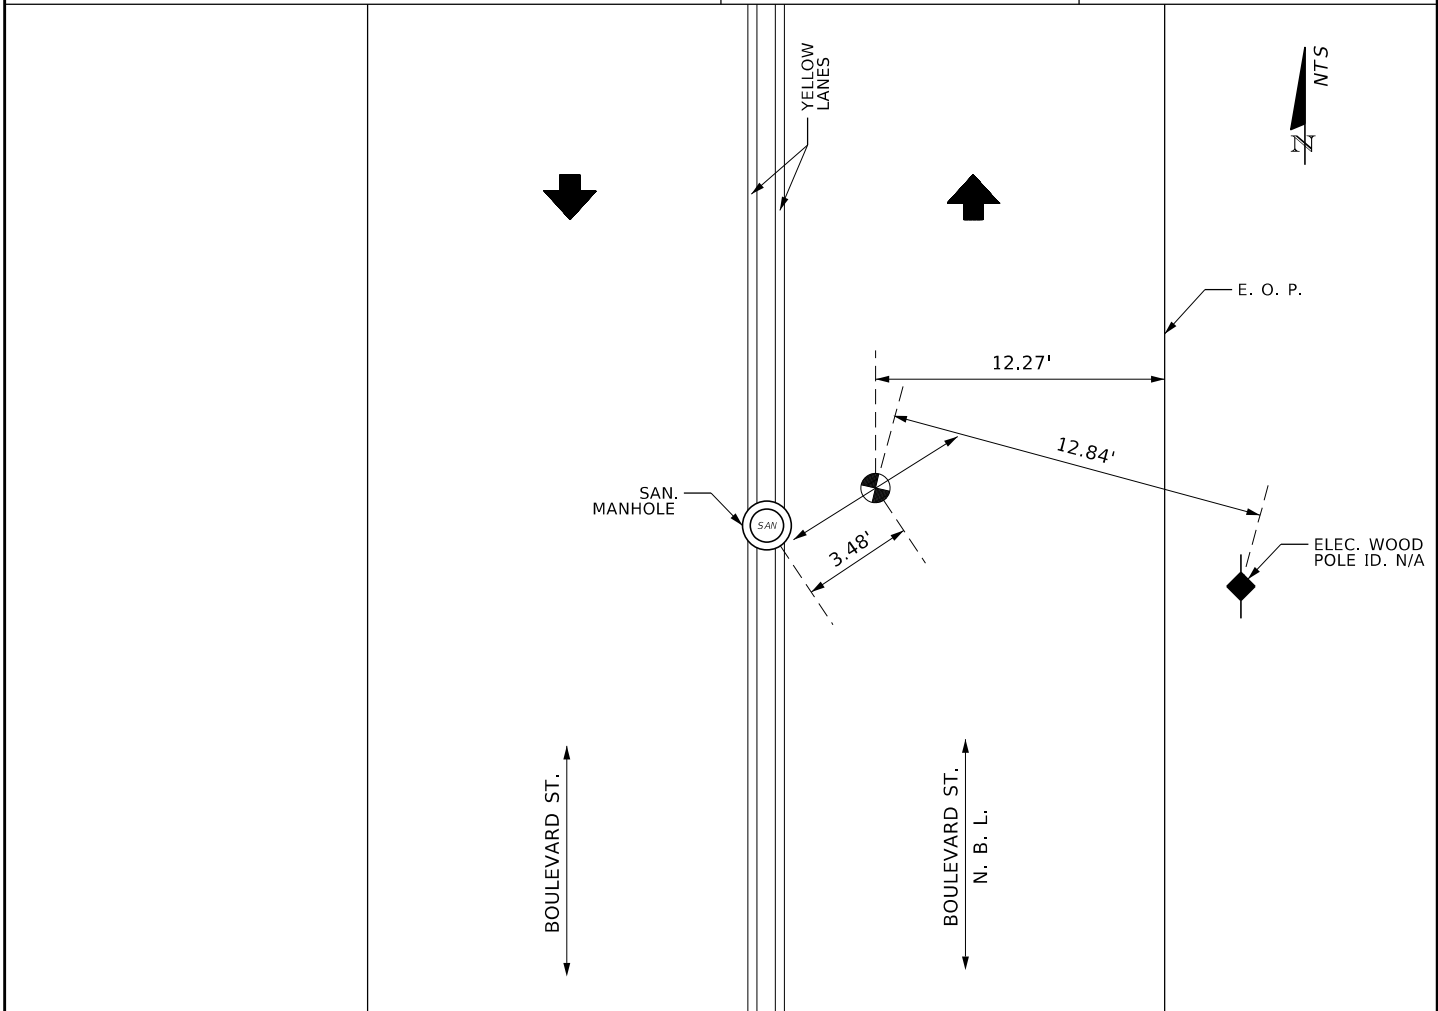 YELLOW
LANES
NTS
N
E. O. P.
12.27'
12.84'
SAN.
MANHOLE
SAN
3.48'
ELEC. WOOD
POLE ID. N/A
BOULEVARD ST.
BOULEVARD ST.
N. B. L.